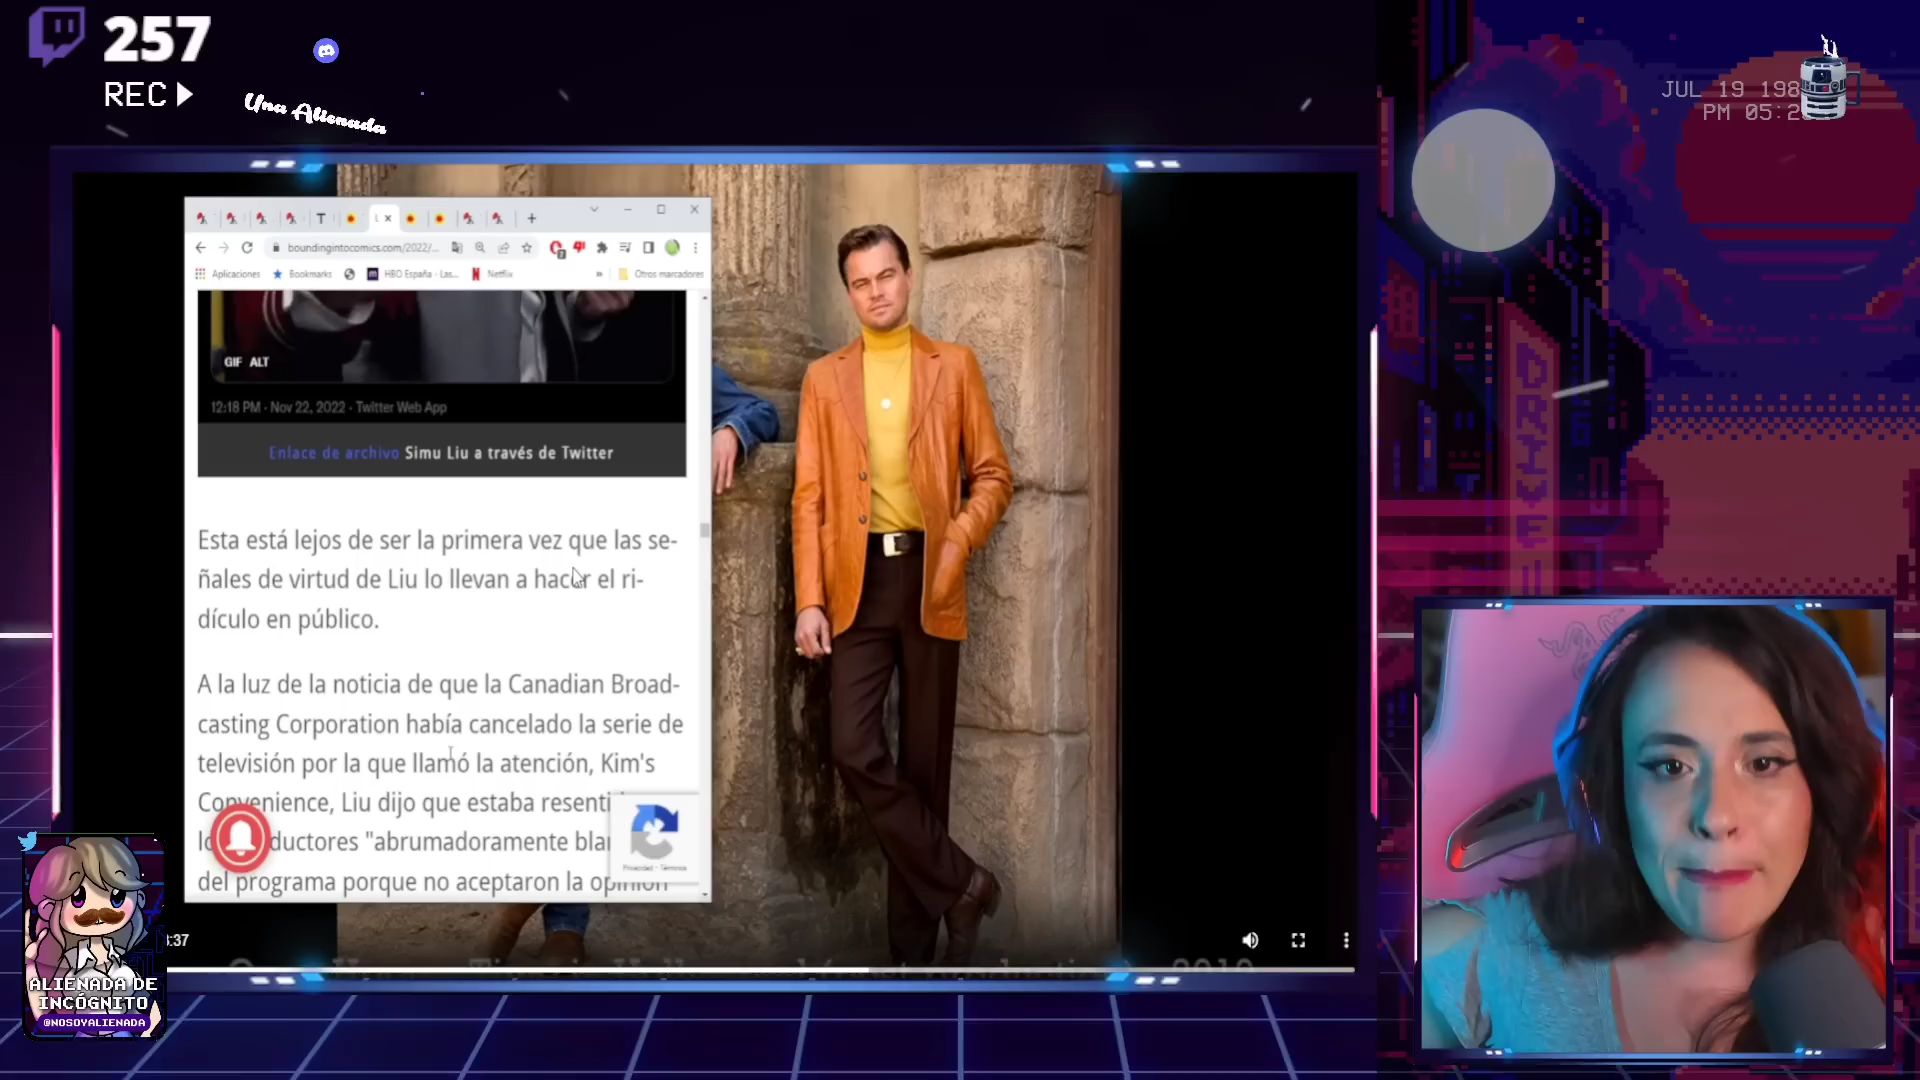 257
REC
Una Alienada
JUL 19 198
PM 05:2
boundingintocomics.com/2022/...
Aplicaciones
Bookmarks
HBO España - Las...
Netflix
»
Otros marcadores
GIF ALT
12:18 PM · Nov 22, 2022 · Twitter Web App
Enlace de archivo Simu Liu a través de Twitter
Esta está lejos de ser la primera vez que las se-
ñales de virtud de Liu lo llevan a hacer el ri-
dículo en público.
A la luz de la noticia de que la Canadian Broad-
casting Corporation había cancelado la serie de
televisión por la que llamó la atención, Kim's
Convenience, Liu dijo que estaba resenti
lo ductores "abrumadoramente bla
del programa porque no aceptaron la opinión
Privacidad - Términos
:37
DRIVE
ALIENADA DE
INCÓGNITO
@NOSOYALIENADA